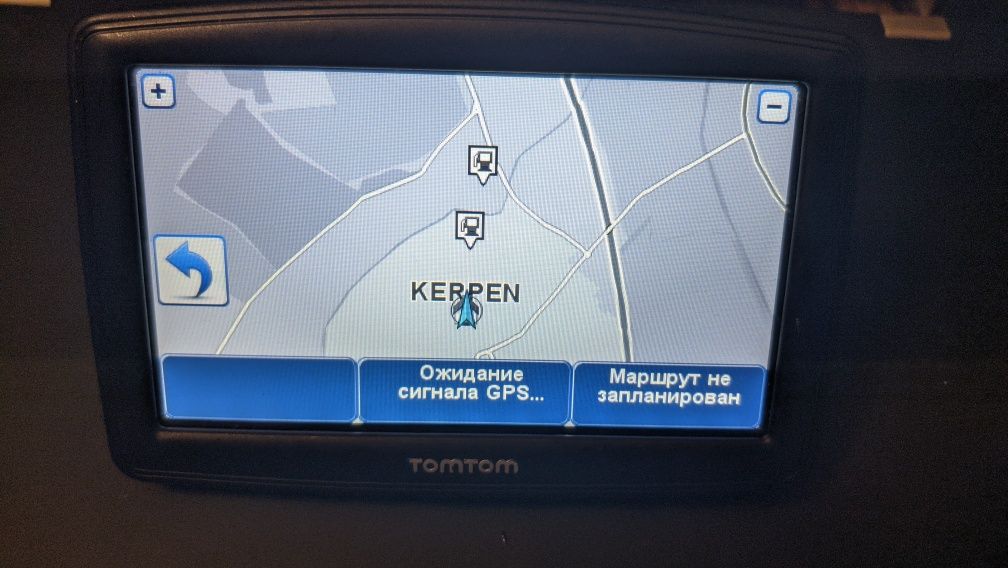 +
−
KERPEN
Ожидание
сигнала GPS...
Маршрут не
запланирован
TOMTOM